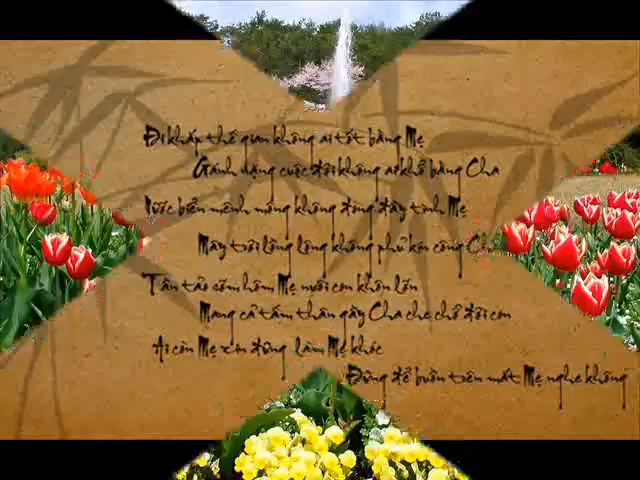 Đi khắp thế gian không ai tốt bằng Mẹ
Gánh nặng cuộc đời không ai khổ bằng Cha
Nước biển mênh mông không đong đầy tình Mẹ
Mây trời lồng lộng không phủ kín công Cha
Tần tảo sớm hôm Mẹ nuôi con khôn lớn
Mang cả tấm thân gầy Cha che chở đời con
Ai còn Mẹ xin đừng làm Mẹ khóc
Đừng để buồn lên mắt Mẹ nghe không